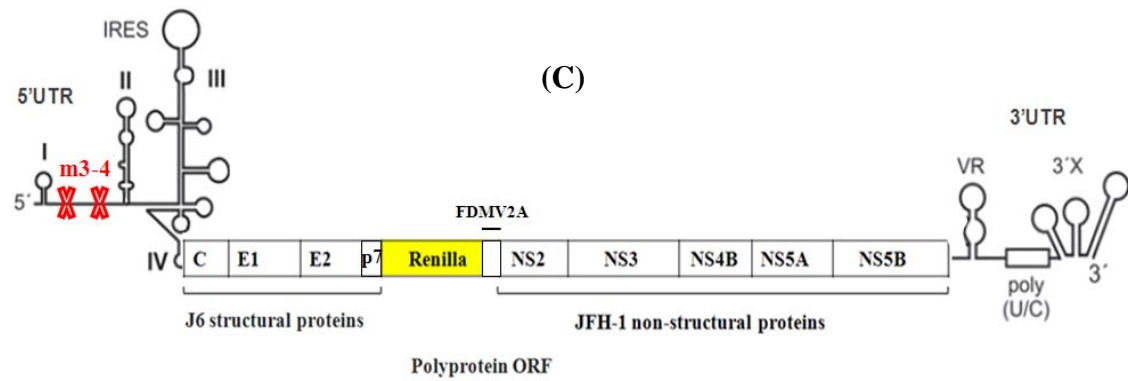 IRES
(C)
II
III
5'UTR
3'UTR
I
m3-4
VR
3´X
5´
FDMV2A
IV
C E1 E2 p7 Renilla NS2 NS3 NS4B NS5A NS5B
3´
poly
(U/C)
J6 structural proteins
JFH-1 non-structural proteins
Polyprotein ORF